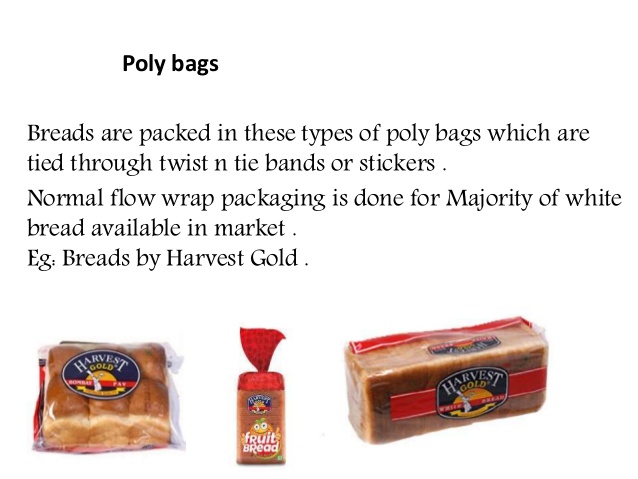 Poly bags
Breads are packed in these types of poly bags which are
tied through twist n tie bands or stickers .
Normal flow wrap packaging is done for Majority of white
bread available in market .
Eg: Breads by Harvest Gold .
HARVEST
GOLD
BOMBAY PAV
HARVEST
GOLD
fruit
BREAD
HARVEST
GOLD
WHITE BREAD